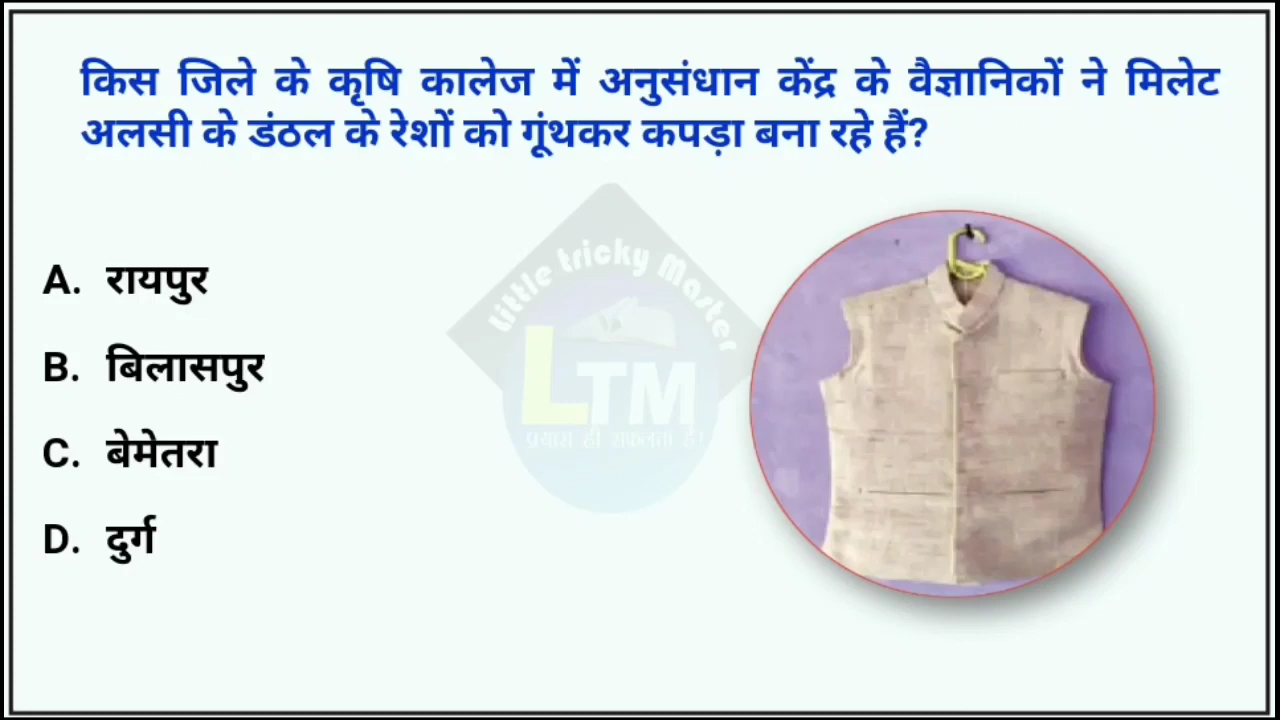 किस जिले के कृषि कालेज में अनुसंधान केंद्र के वैज्ञानिकों ने मिलेट
अलसी के डंठल के रेशों को गूंथकर कपड़ा बना रहे हैं?
Little tricky Master
LTM
प्रयास ही सफलता है!
A. रायपुर
B. बिलासपुर
C. बेमेतरा
D. दुर्ग